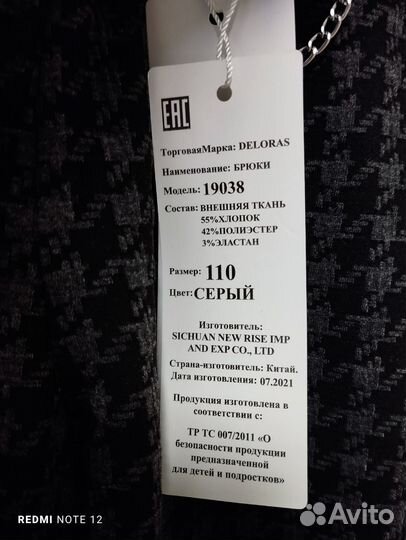 EAC
ТорговаяМарка: DELORAS
Наименование: БРЮКИ
Модель: 19038
Состав: ВНЕШНЯЯ ТКАНЬ
55%ХЛОПОК
42%ПОЛИЭСТЕР
3%ЭЛАСТАН
Размер: 110
Цвет: СЕРЫЙ
Изготовитель:
SICHUAN NEW RISE IMP
AND EXP CO., LTD
Страна-изготовитель: Китай.
Дата изготовления: 07.2021
Продукция изготовлена в
соответствии с:
ТР ТС 007/2011 «О
безопасности продукции
предназначенной
для детей и подростков»
REDMI NOTE 12
Avito